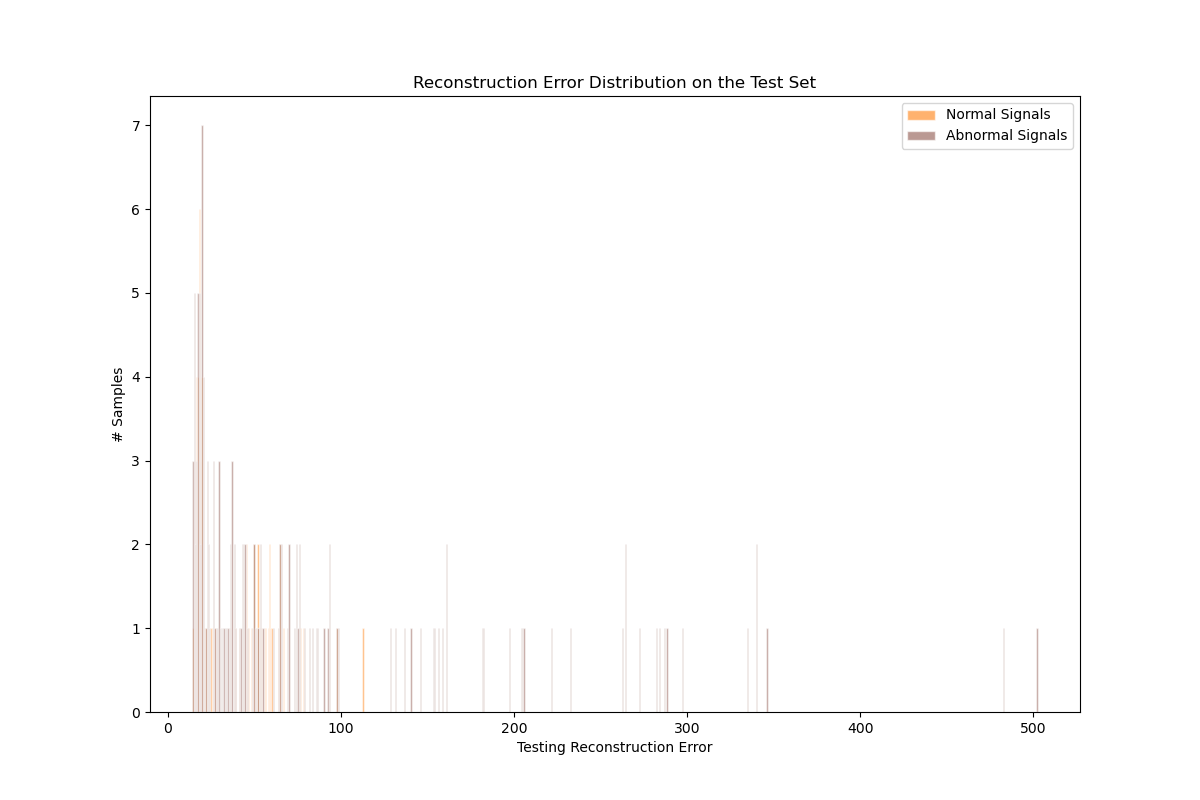 Reconstruction Error Distribution on the Test Set
Normal Signals
Abnormal Signals
7
6
5
4
3
2
1
0
# Samples
0 100 200 300 400 500
Testing Reconstruction Error